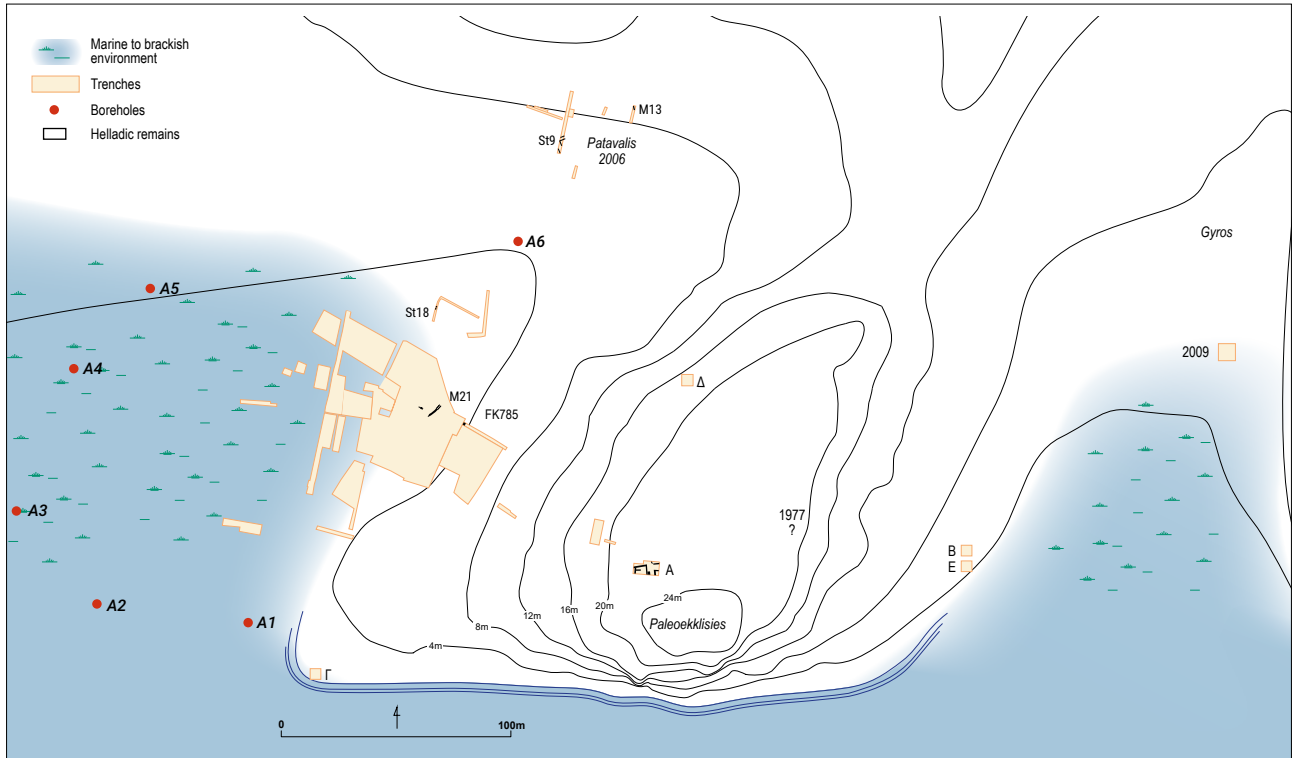 Marine to brackish
environment
Trenches
Boreholes
Helladic remains
M13
St9
Patavalis
2006
A6
Gyros
A5
St18
2009
A4
Δ
M21
FK785
A3
1977
?
B
E
A
A2
24m
20m
16m
12m
8m
4m
Paleoekklisies
A1
Γ
0
100m